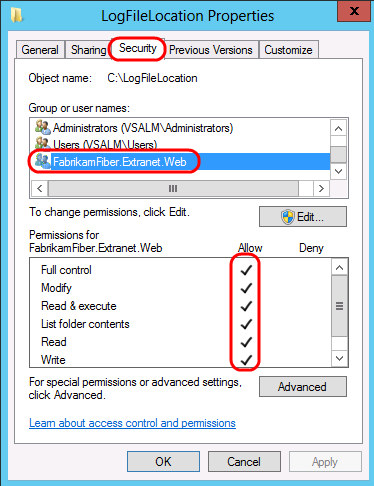 LogFileLocation Properties
X
General Sharing Security Previous Versions Customize
Object name: C:\LogFileLocation
Group or user names:
Administrators (VSALM\Administrators)
Users (VSALM\Users)
FabrikamFiber.Extranet.Web
To change permissions, click Edit.
Edit...
Permissions for
FabrikamFiber.Extranet.Web Allow Deny
Full control
Modify
Read & execute
List folder contents
Read
Write
For special permissions or advanced settings,
click Advanced.
Advanced
Learn about access control and permissions
OK Cancel Apply